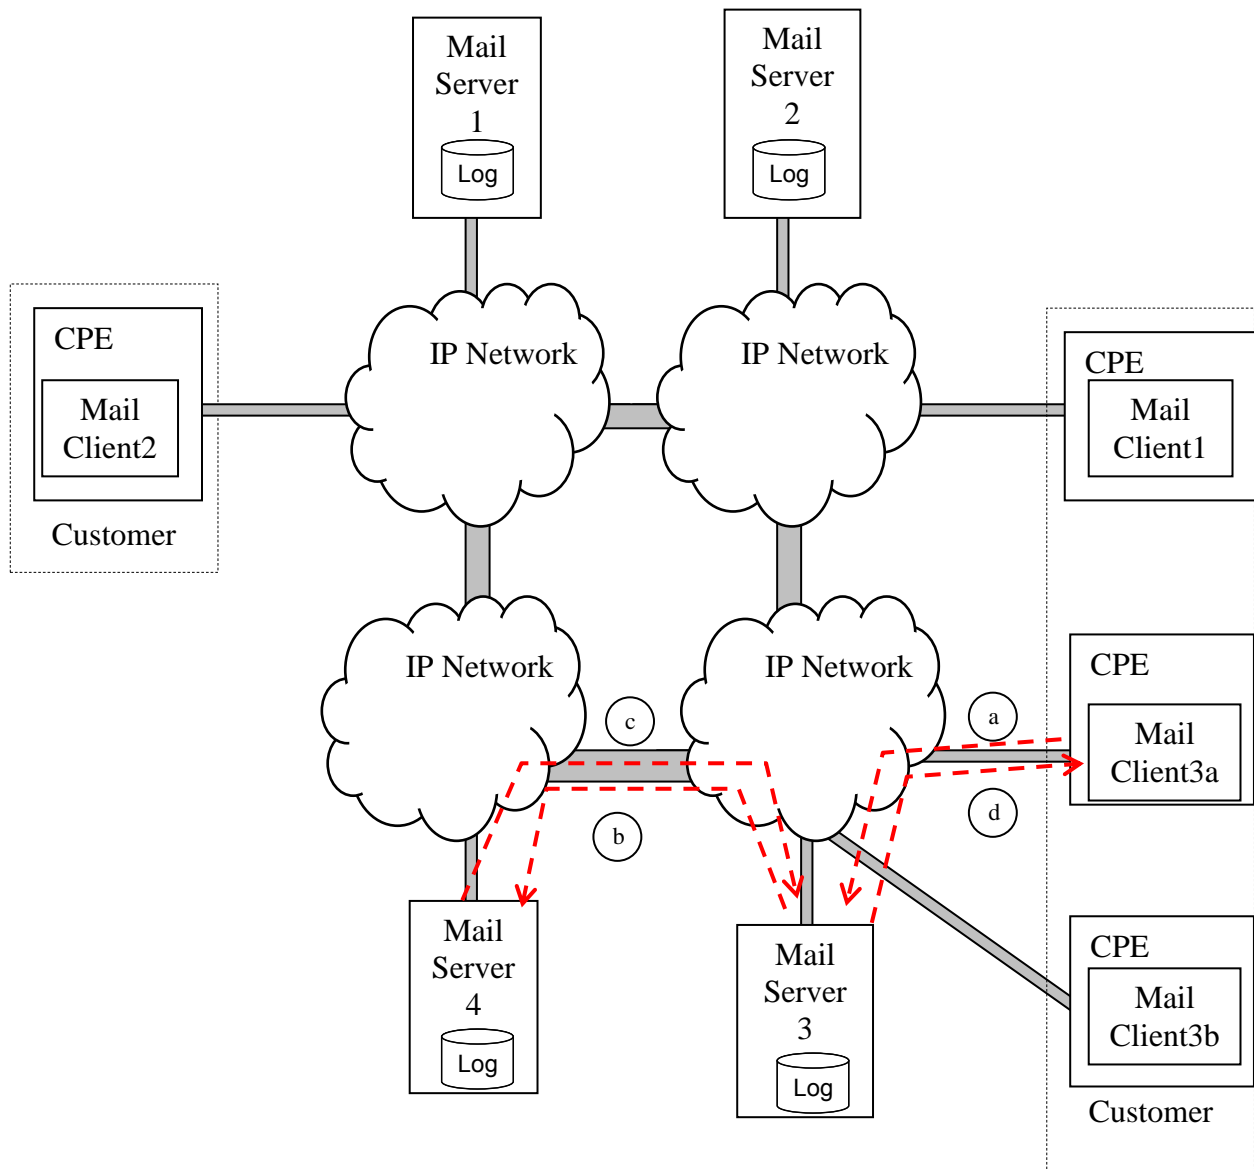 Mail
Server
1
Log
Mail
Server
2
Log
CPE
Mail
Client2
Customer
IP Network
IP Network
CPE
Mail
Client1
IP Network
IP Network
c
b
a
d
CPE
Mail
Client3a
Mail
Server
4
Log
Mail
Server
3
Log
CPE
Mail
Client3b
Customer